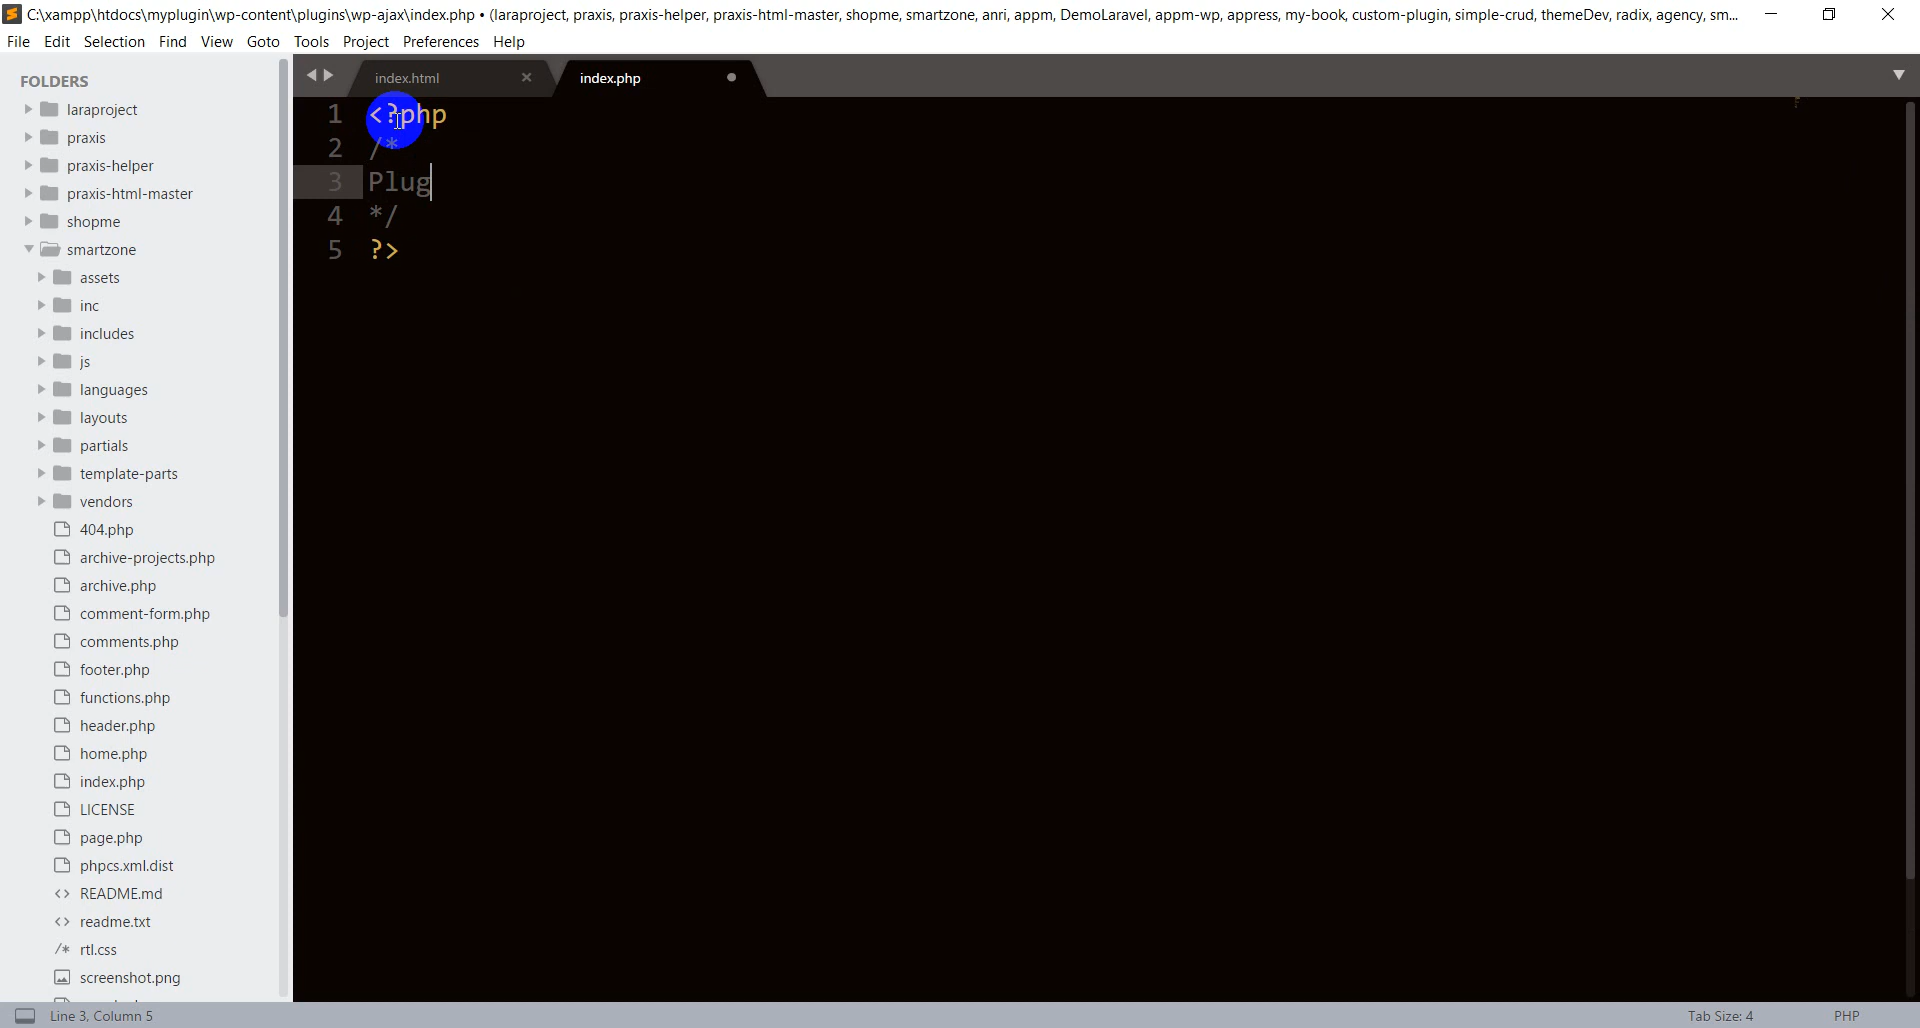 C:\xampp\htdocs\myplugin\wp-content\plugins\wp-ajax\index.php • (laraproject, praxis, praxis-helper, praxis-html-master, shopme, smartzone, anri, appm, DemoLaravel, appm-wp, appress, my-book, custom-plugin, simple-crud, themeDev, radix, agency, sm...
File Edit Selection Find View Goto Tools Project Preferences Help
FOLDERS
laraproject
praxis
praxis-helper
praxis-html-master
shopme
smartzone
assets
inc
includes
js
languages
layouts
partials
template-parts
vendors
404.php
archive-projects.php
archive.php
comment-form.php
comments.php
footer.php
functions.php
header.php
home.php
index.php
LICENSE
page.php
phpcs.xml.dist
<> README.md
<> readme.txt
/* rtl.css
screenshot.png
index.html index.php
1 <?php
2 /*
3 Plug
4 */
5 ?>
Line 3, Column 5 Tab Size: 4 PHP